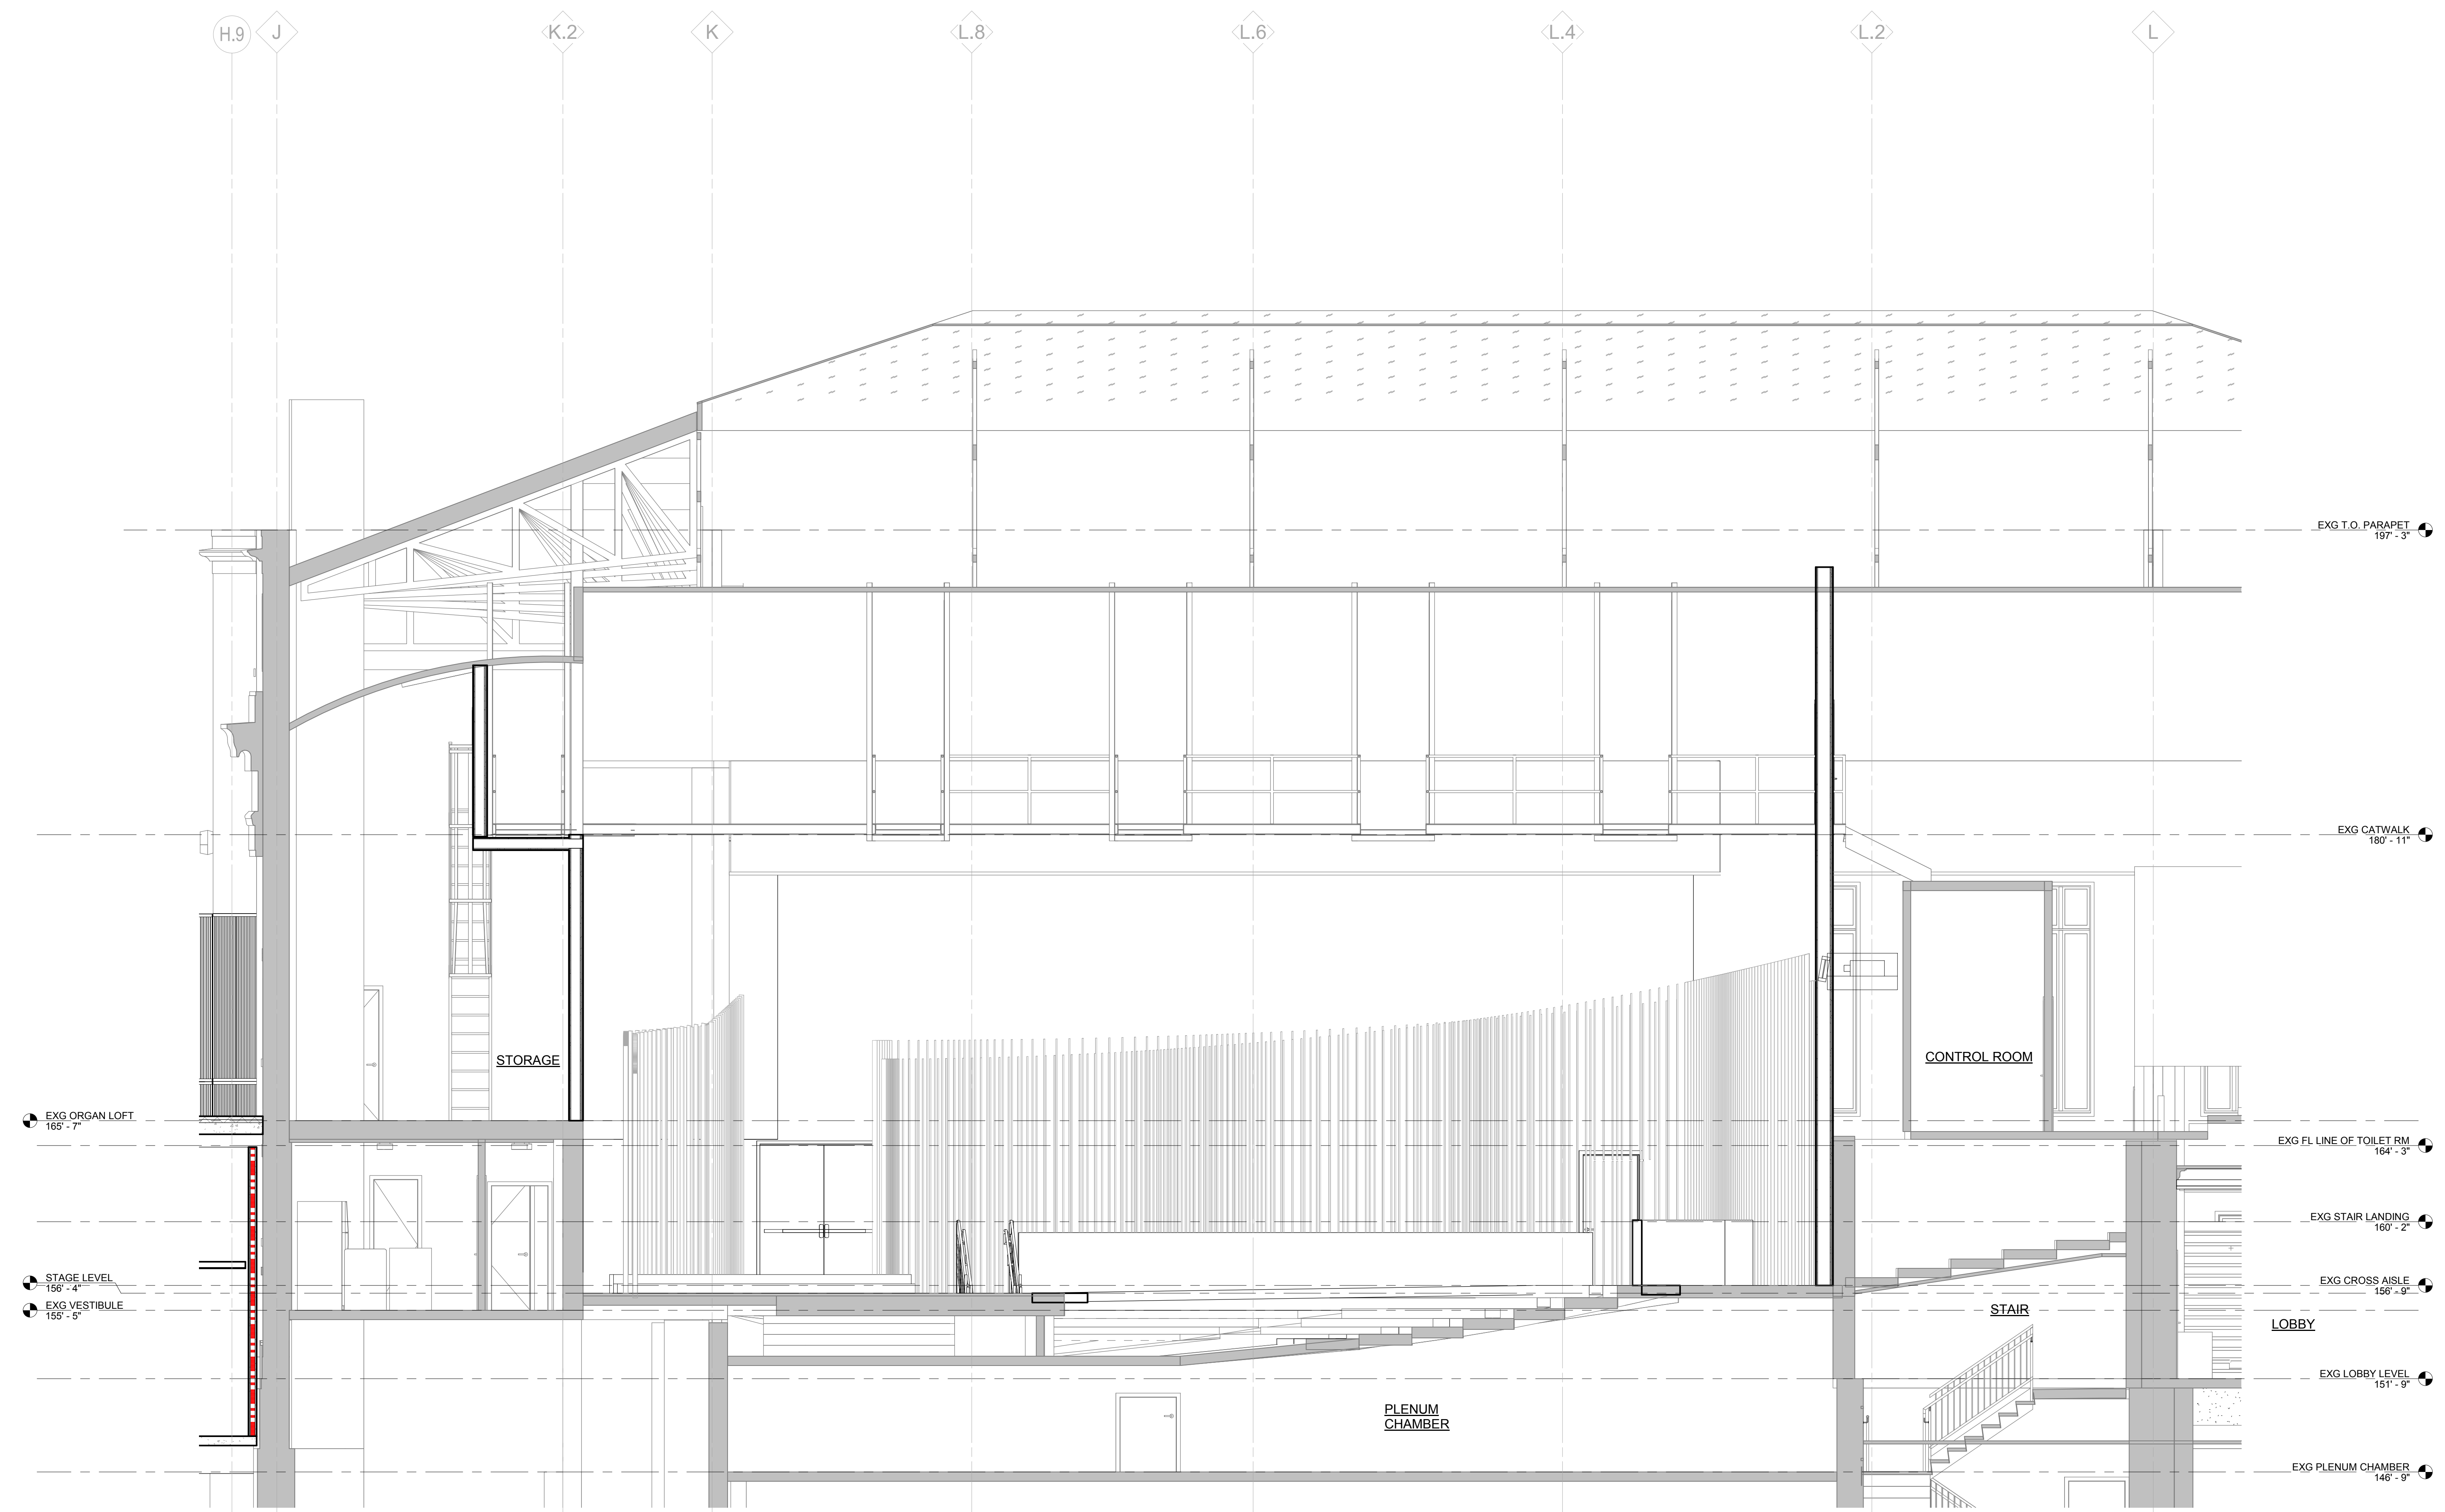 H.9
J
K.2
K
L.8
L.6
L.4
L.2
L
EXG T.O. PARAPET
197' - 3"
EXG CATWALK
180' - 11"
STORAGE
CONTROL ROOM
EXG ORGAN LOFT
165' - 7"
EXG FL LINE OF TOILET RM
164' - 3"
EXG STAIR LANDING
160' - 2"
STAGE LEVEL
156' - 4"
EXG CROSS AISLE
156' - 9"
EXG VESTIBULE
155' - 5"
STAIR
LOBBY
EXG LOBBY LEVEL
151' - 9"
PLENUM
CHAMBER
EXG PLENUM CHAMBER
146' - 9"